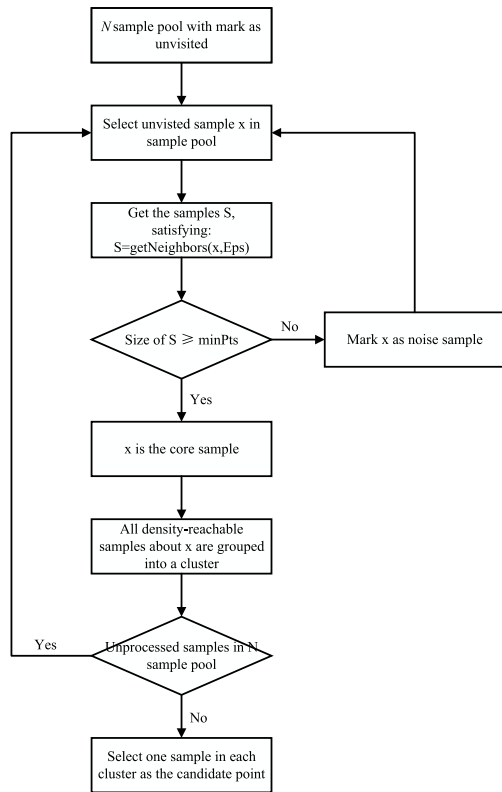 N sample pool with mark as
unvisited
Select unvisted sample x in
sample pool
Get the samples S,
satisfying:
S=getNeighbors(x,Eps)
Size of S ⩾ minPts
No
Mark x as noise sample
Yes
x is the core sample
All density-reachable
samples about x are grouped
into a cluster
Unprocessed samples in N
sample pool
Yes
No
Select one sample in each
cluster as the candidate point